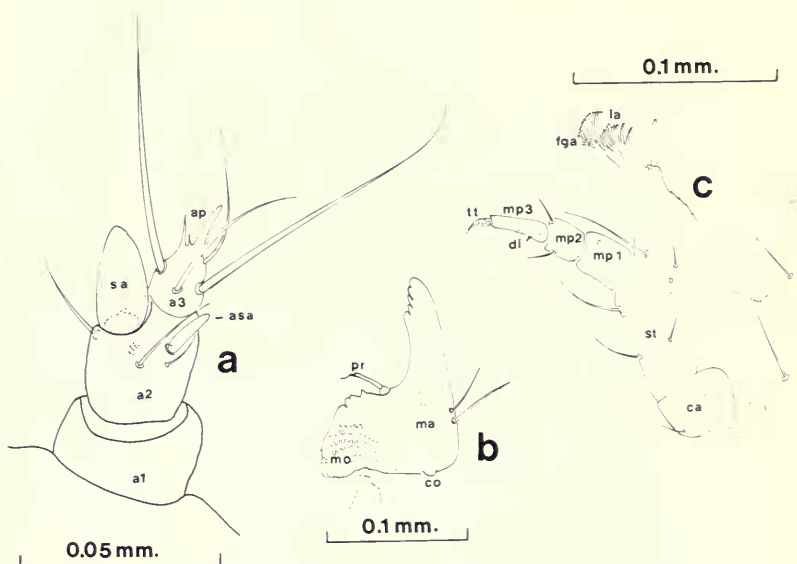 0.1 mm.
la
fga
c
tt
mp3
mp2
mp1
dl
st
ca
ap
sa
a3
asa
a
a2
a1
pr
ma
mo
b
co
0.1 mm.
0.05 mm.